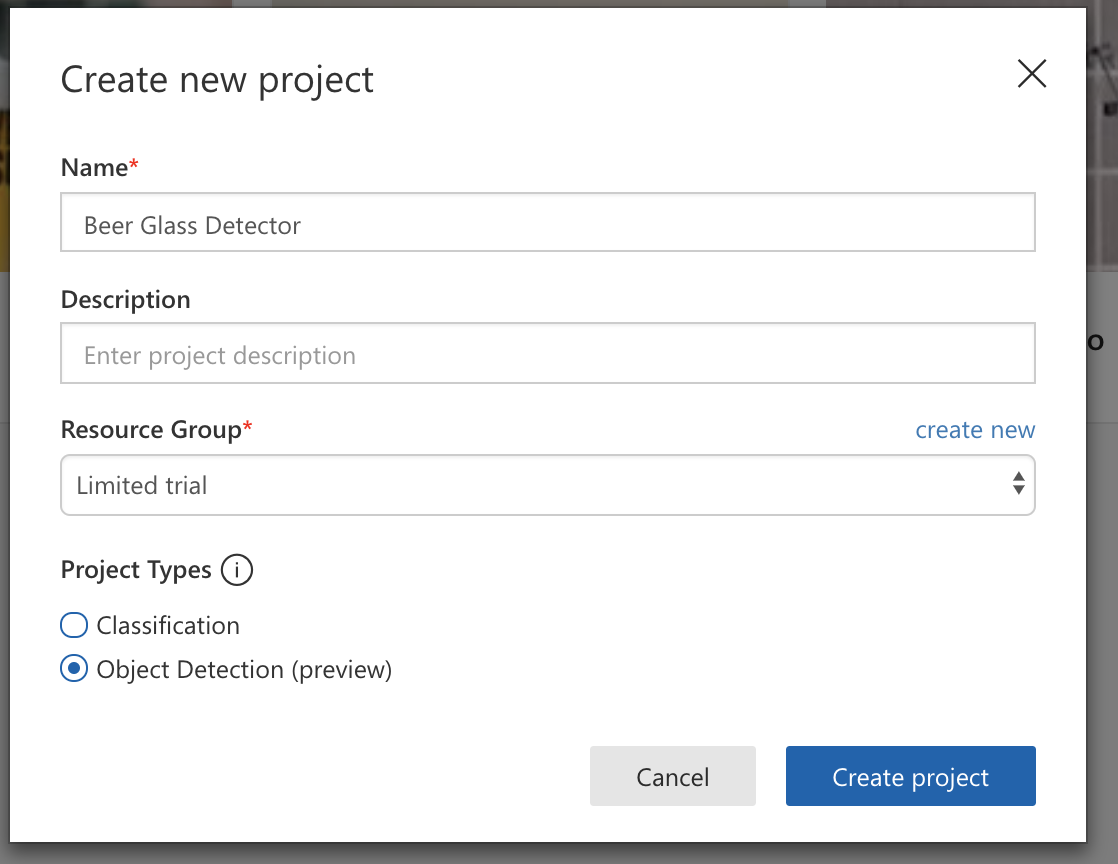 Create new project
Name*
Beer Glass Detector
Description
Enter project description
Resource Group* create new
Limited trial
Project Types i
Classification
Object Detection (preview)
Cancel Create project